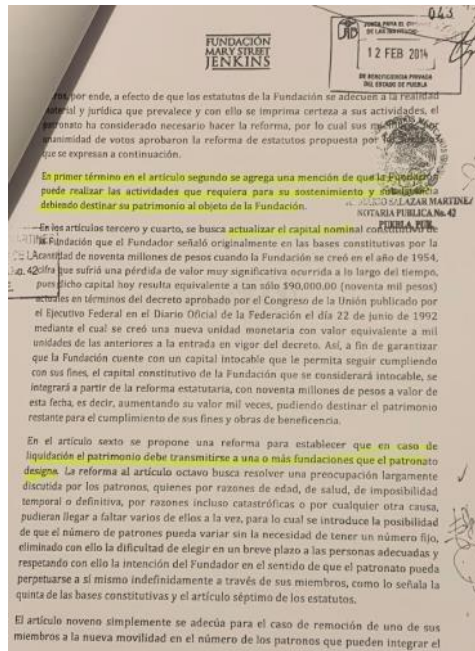 043
FUNDACIÓN
MARY STREET
JENKINS
JUNTA PARA EL
DE LAS
12 FEB 2014
DE BENEFICENCIA PRIVADA
DEL ESTADO DE PUEBLA
por ende, a efecto de que los estatutos de la Fundación se adecuen a la realidad
material y jurídica que prevalece y con ello se imprima certeza a sus actividades, el
patronato ha considerado necesario hacer la reforma, por lo cual sus
unanimidad de votos aprobaron la reforma de estatutos propuesta por
que se expresan a continuación.
En primer término en el artículo segundo se agrega una mención de que la Fundación
puede realizar las actividades que requiera para su sostenimiento y subsistencia
debiendo destinar su patrimonio al objeto de la Fundación.
SALAZAR MARTINEZ
NOTARIA PUBLICA No. 42
PUEBLA, PUE.
En los artículos tercero y cuarto, se busca actualizar el capital nominal constitutivo de
la Fundación que el Fundador señaló originalmente en las bases constitutivas por la
cantidad de noventa millones de pesos cuando la Fundación se creó en el año de 1954,
No. 42
cifra que sufrió una pérdida de valor muy significativa ocurrida a lo largo del tiempo,
pues dicho capital hoy resulta equivalente a tan sólo $90,000.00 (noventa mil pesos)
actuales en términos del decreto aprobado por el Congreso de la Unión publicado por
el Ejecutivo Federal en el Diario Oficial de la Federación el día 22 de junio de 1992
mediante el cual se creó una nueva unidad monetaria con valor equivalente a mil
unidades de las anteriores a la entrada en vigor del decreto. Así, a fin de garantizar
que la Fundación cuente con un capital intocable que le permita seguir cumpliendo
con sus fines, el capital constitutivo de la Fundación que se considerará intocable, se
integrará a partir de la reforma estatutaria, con noventa millones de pesos a valor de
esta fecha, es decir, aumentando su valor mil veces, pudiendo destinar el patrimonio
restante para el cumplimiento de sus fines y obras de beneficencia.
En el artículo sexto se propone una reforma para establecer que en caso de
liquidación el patrimonio debe transmitirse a una o más fundaciones que el patronato
designe. La reforma al artículo octavo busca resolver una preocupación largamente
discutida por los patronos, quienes por razones de edad, de salud, de imposibilidad
temporal o definitiva, por razones incluso catastróficas o por cualquier otra causa,
pudieran llegar a faltar varios de ellos a la vez, para lo cual se introduce la posibilidad
de que el número de patrones pueda variar sin la necesidad de tener un número fijo,
eliminado con ello la dificultad de elegir en un breve plazo a las personas adecuadas y
respetando con ello la intención del Fundador en el sentido de que el patronato pueda
perpetuarse a sí mismo indefinidamente a través de sus miembros, como lo señala la
quinta de las bases constitutivas y el artículo séptimo de los estatutos.
El artículo noveno simplemente se adecúa para el caso de remoción de uno de sus
miembros a la nueva movilidad en el número de los patronos que pueden integrar el